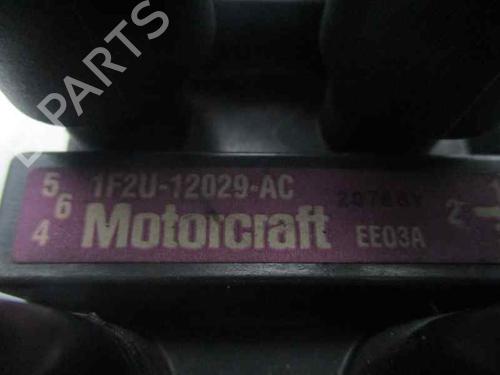 B PARTS
5 1F2U-12029-AC
6
4 Motorcraft EE03A 2